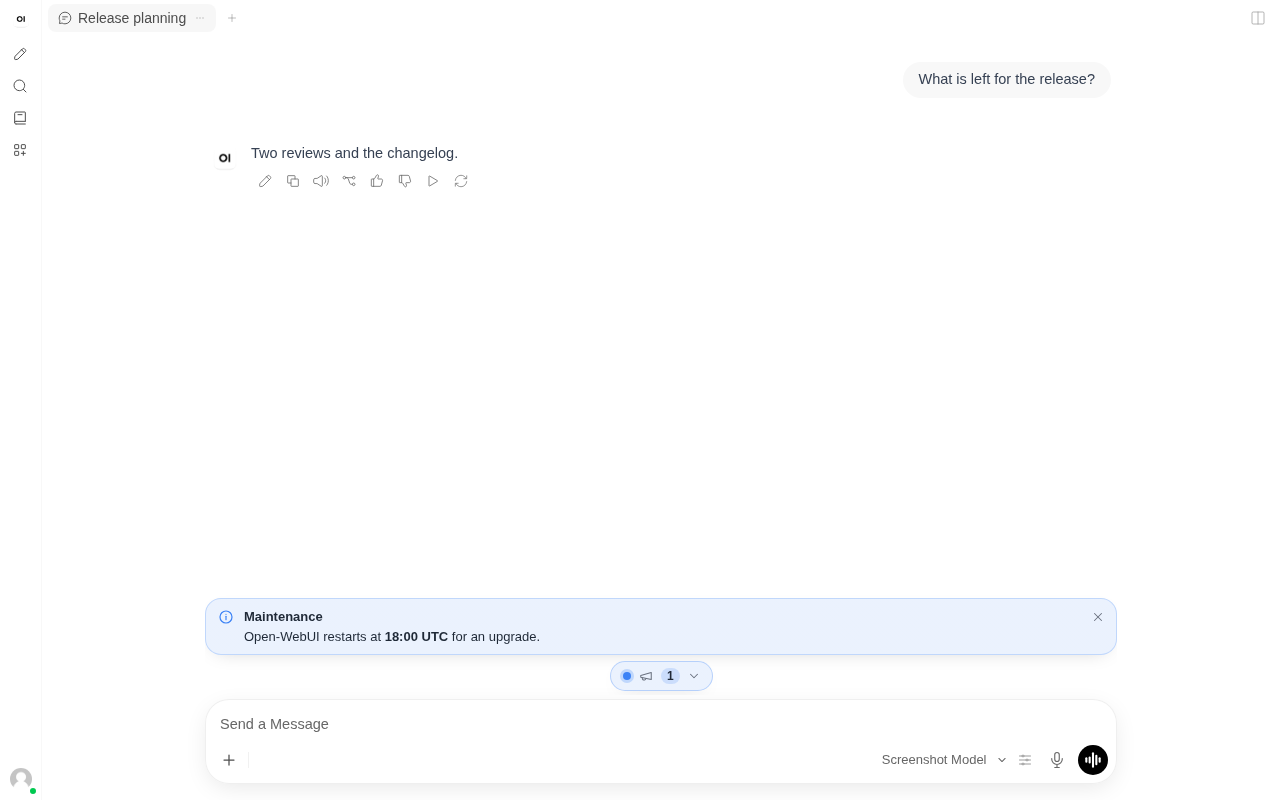 OI
Release planning
What is left for the release?
OI
Two reviews and the changelog.
Maintenance
Open-WebUI restarts at 18:00 UTC for an upgrade.
1
Send a Message
Screenshot Model